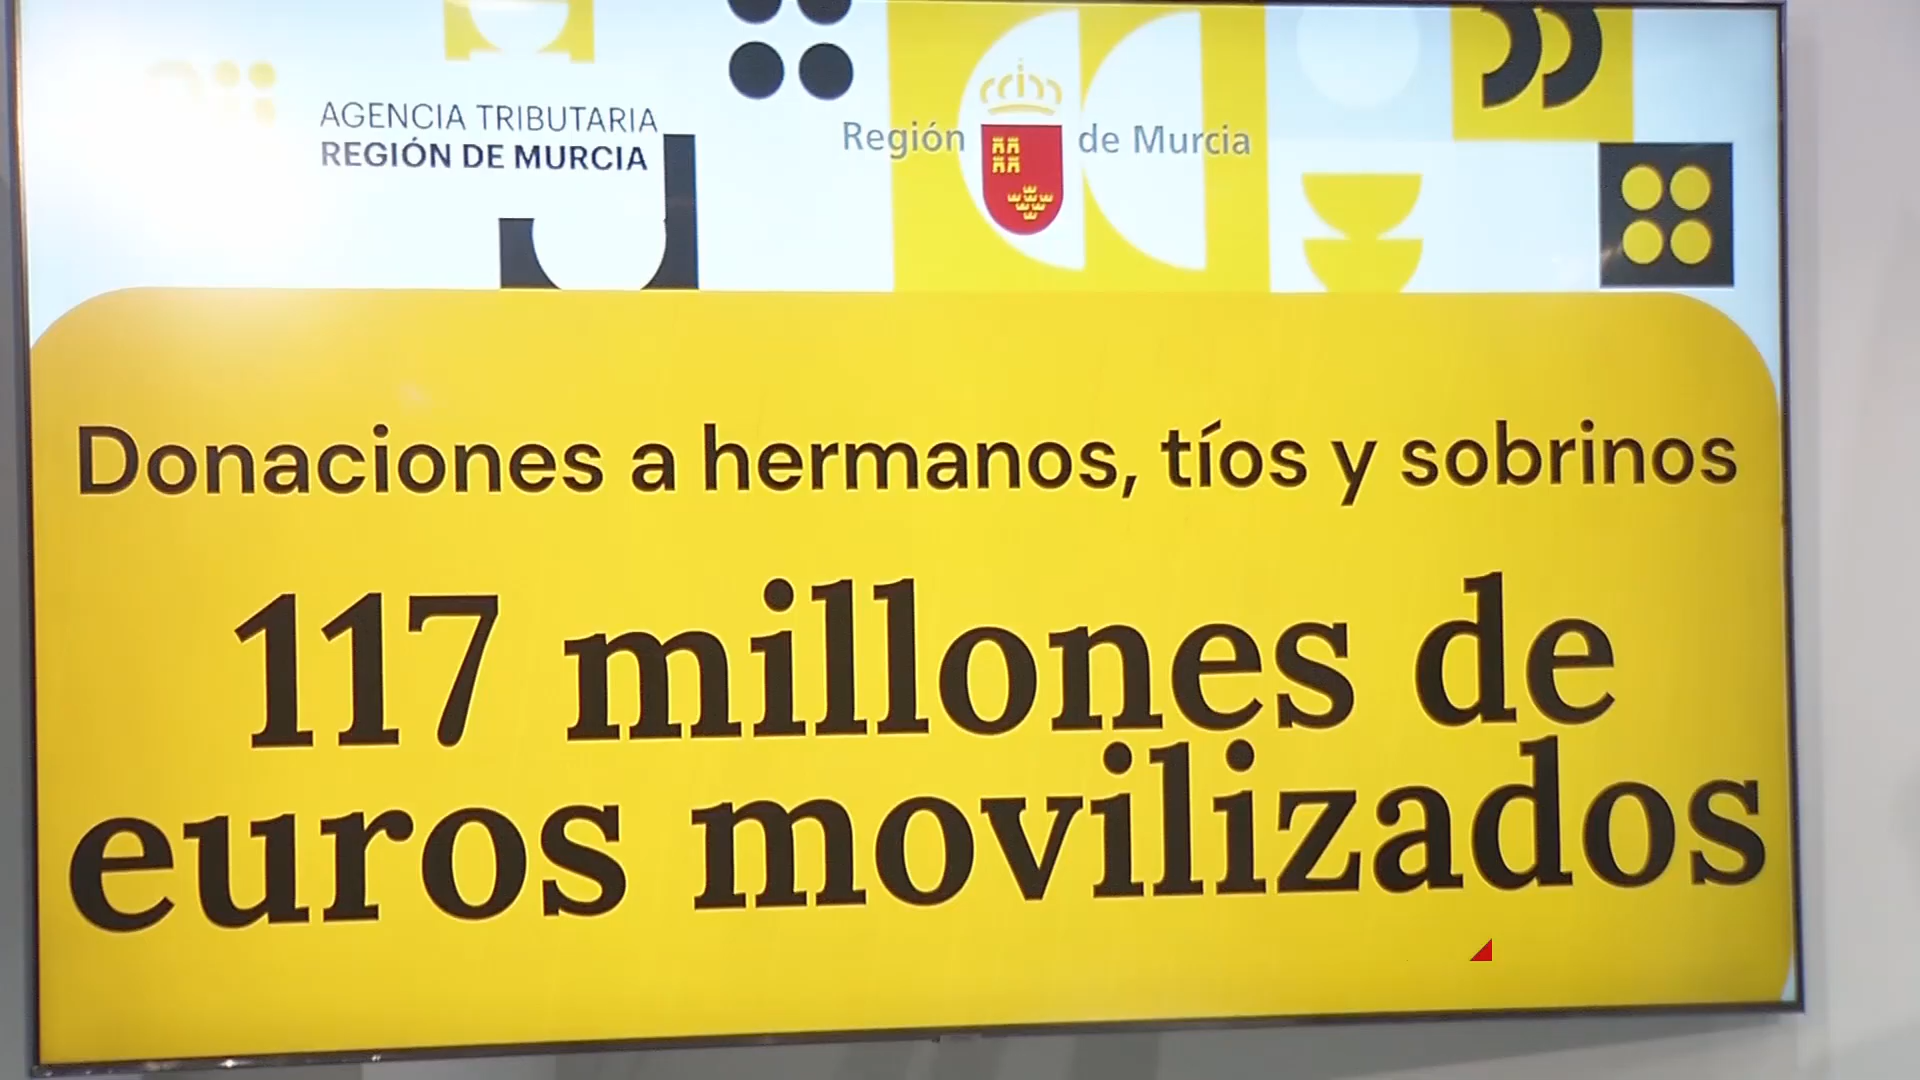 AGENCIA TRIBUTARIA
REGIÓN DE MURCIA
Región de Murcia
Donaciones a hermanos, tíos y sobrinos
117 millones de
euros movilizados